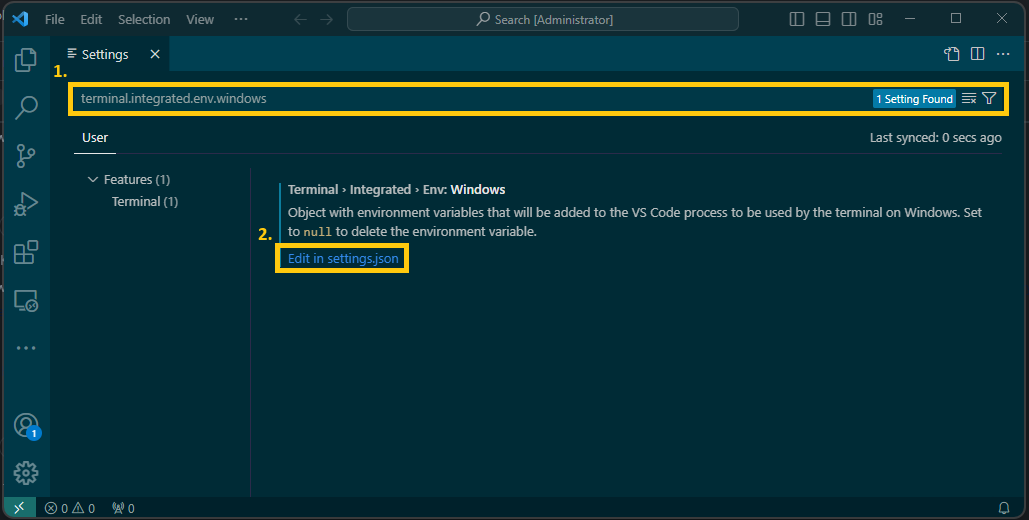 File Edit Selection View ··· Search [Administrator]
Settings
1.
terminal.integrated.env.windows 1 Setting Found
User Last synced: 0 secs ago
Features (1)
Terminal (1)
Terminal › Integrated › Env: Windows
Object with environment variables that will be added to the VS Code process to be used by the terminal on Windows. Set
to null to delete the environment variable.
2.
Edit in settings.json
1
0 0 0